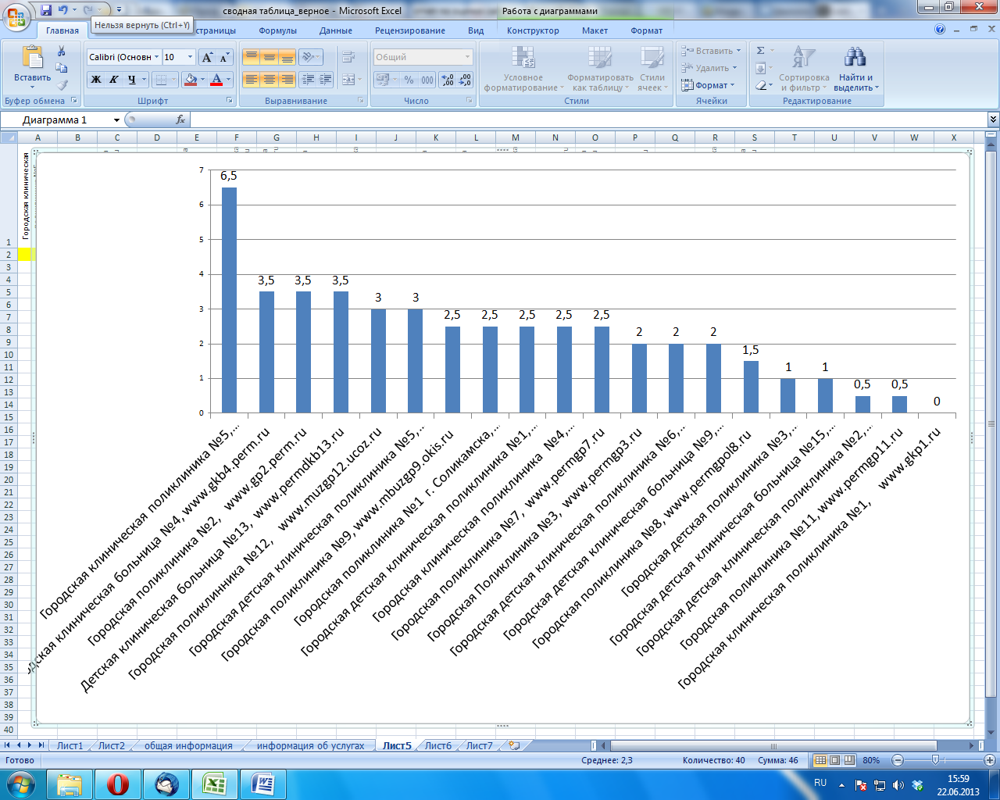 сводная таблица_верное - Microsoft Excel
Работа с диаграммами
Главная
Нельзя вернуть (Ctrl+Y)
страницы
Формулы
Данные
Рецензирование
Вид
Конструктор
Макет
Формат
Calibri (Основн
10
Общий
Вставить
Ж К Ч
% 000
Условное форматирование
Форматировать как таблицу
Стили ячеек
Вставить
Удалить
Формат
Сортировка и фильтр
Найти и выделить
Буфер обмена
Шрифт
Выравнивание
Число
Стили
Ячейки
Редактирование
Диаграмма 1
fx
A B C D E F G H I J K L M N O P Q R S T U V W X
1
2
3
4
5
6
7
8
9
10
11
12
13
14
15
16
17
18
19
20
21
22
23
24
25
26
27
28
29
30
31
32
33
34
35
36
37
38
39
40
Городская клиническая
7
6
5
4
3
2
1
0
6,5
3,5
3,5
3,5
3
3
2,5
2,5
2,5
2,5
2,5
2
2
2
1,5
1
1
0,5
0,5
0
Городская клиническая поликлиника №5,...
дская клиническая больница №4, www.gkb4.perm.ru
Городская поликлиника №2, www.gp2.perm.ru
Детская клиническая больница №13, www.permdkb13.ru
Городская поликлинника №12, www.muzgp12.ucoz.ru
Городская детская клиническая поликлиника №5,...
Городская поликлиника №9, www.mbuzgp9.okis.ru
Городская поликлиника №1 г. Соликамска,...
Городская детская клиническая поликлиника №1,...
Городская клиническая поликлиника №4,...
Городская поликлиника №7, www.permgp7.ru
Городская Поликлиника №3, www.permgp3.ru
Городская детская клиническая поликлиника №6,...
Городская детская клиническая больница №9,...
Городская поликлиника №8, www.permgpol8.ru
Городская детская поликлиника №3,...
Городская детская клиническая больница №15,...
Городская детская клиническая поликлиника №2,...
Городская поликлиника №11, www.permgp11.ru
Городская клиническая поликлиника №1, www.gkp1.ru
Лист1
Лист2
общая информация
информация об услугах
Лист5
Лист6
Лист7
Готово
Среднее: 2,3
Количество: 40
Сумма: 46
80%
RU
15:59
22.06.2013